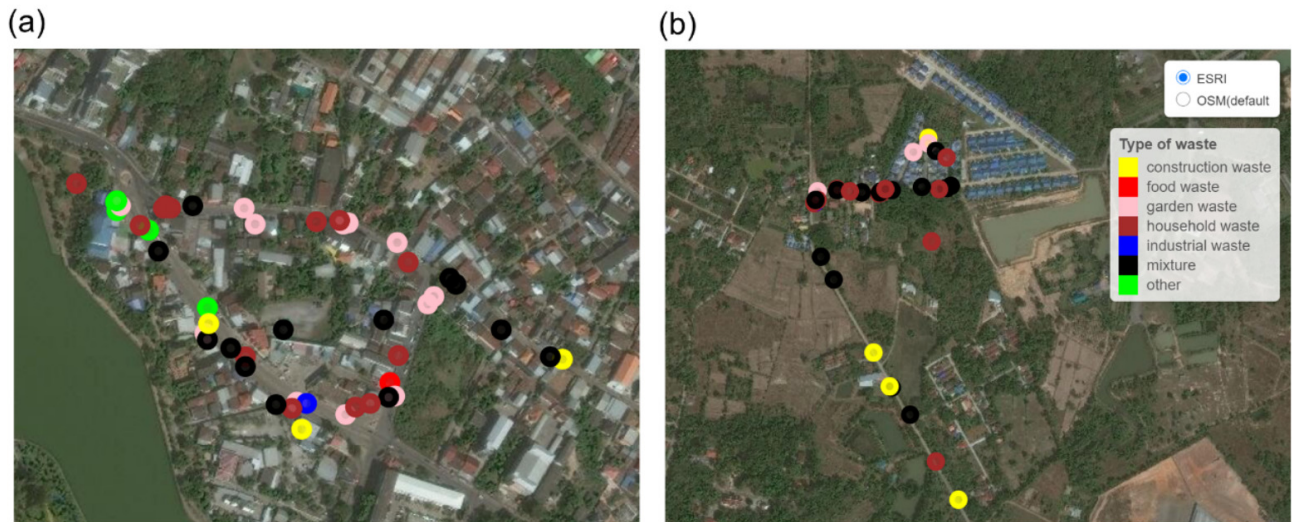 (a)
(b)
ESRI
OSM(default
Type of waste
construction waste
food waste
garden waste
household waste
industrial waste
mixture
other